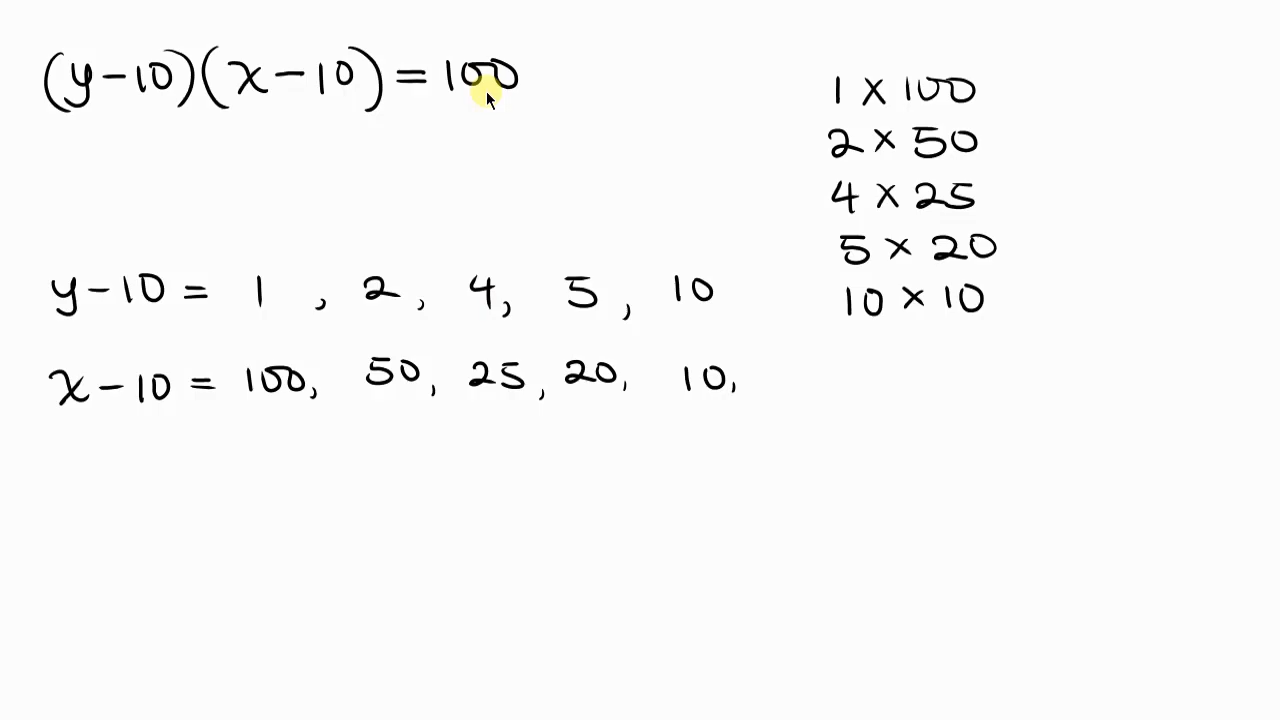 (y-10)(x-10)=100
1 × 100
2 × 50
4 × 25
5 × 20
10 × 10
y-10 = 1 , 2 , 4, 5 , 10
x-10 = 100, 50, 25, 20, 10,